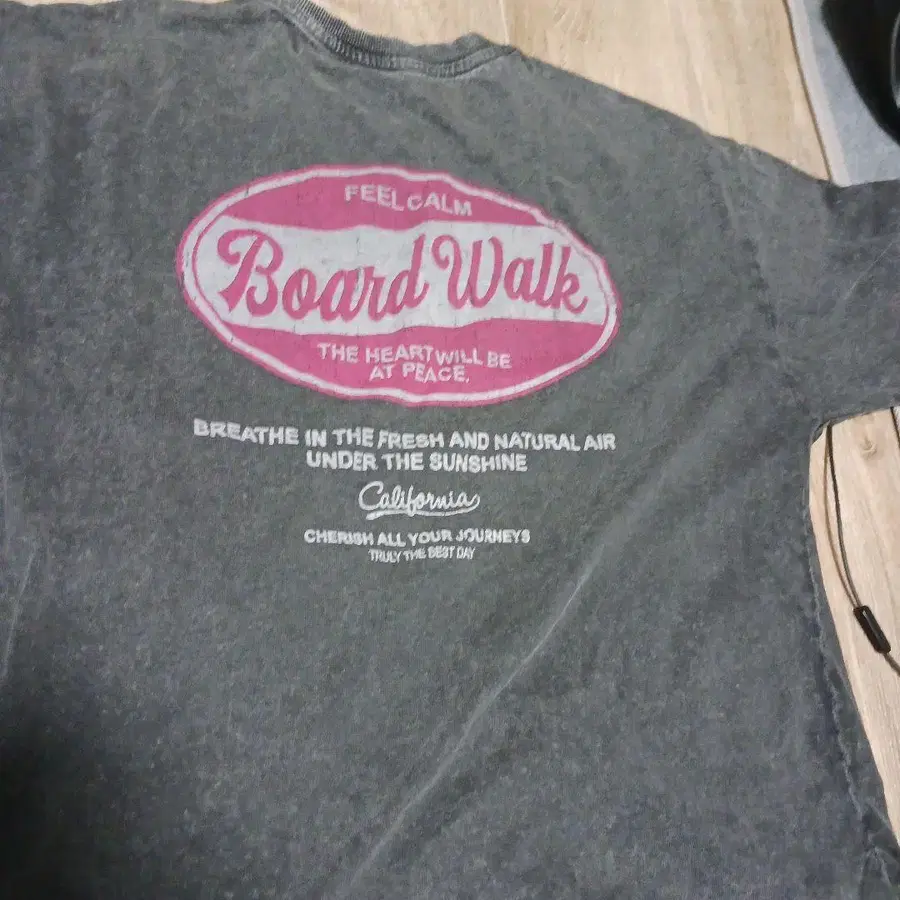 FEEL CALM
Board Walk
THE HEART WILL BE
AT PEACE.
BREATHE IN THE FRESH AND NATURAL AIR
UNDER THE SUNSHINE
California
CHERISH ALL YOUR JOURNEYS
TRULY THE BEST DAY